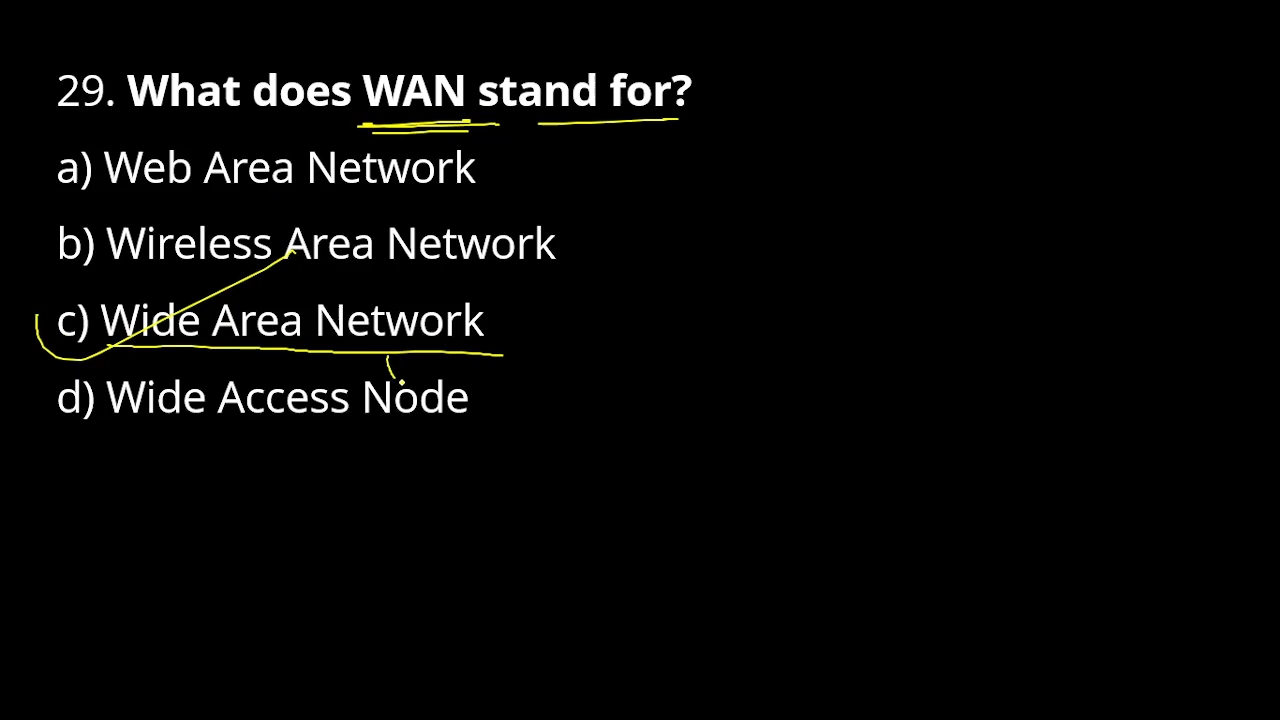 29. What does WAN stand for?
a) Web Area Network
b) Wireless Area Network
c) Wide Area Network
d) Wide Access Node